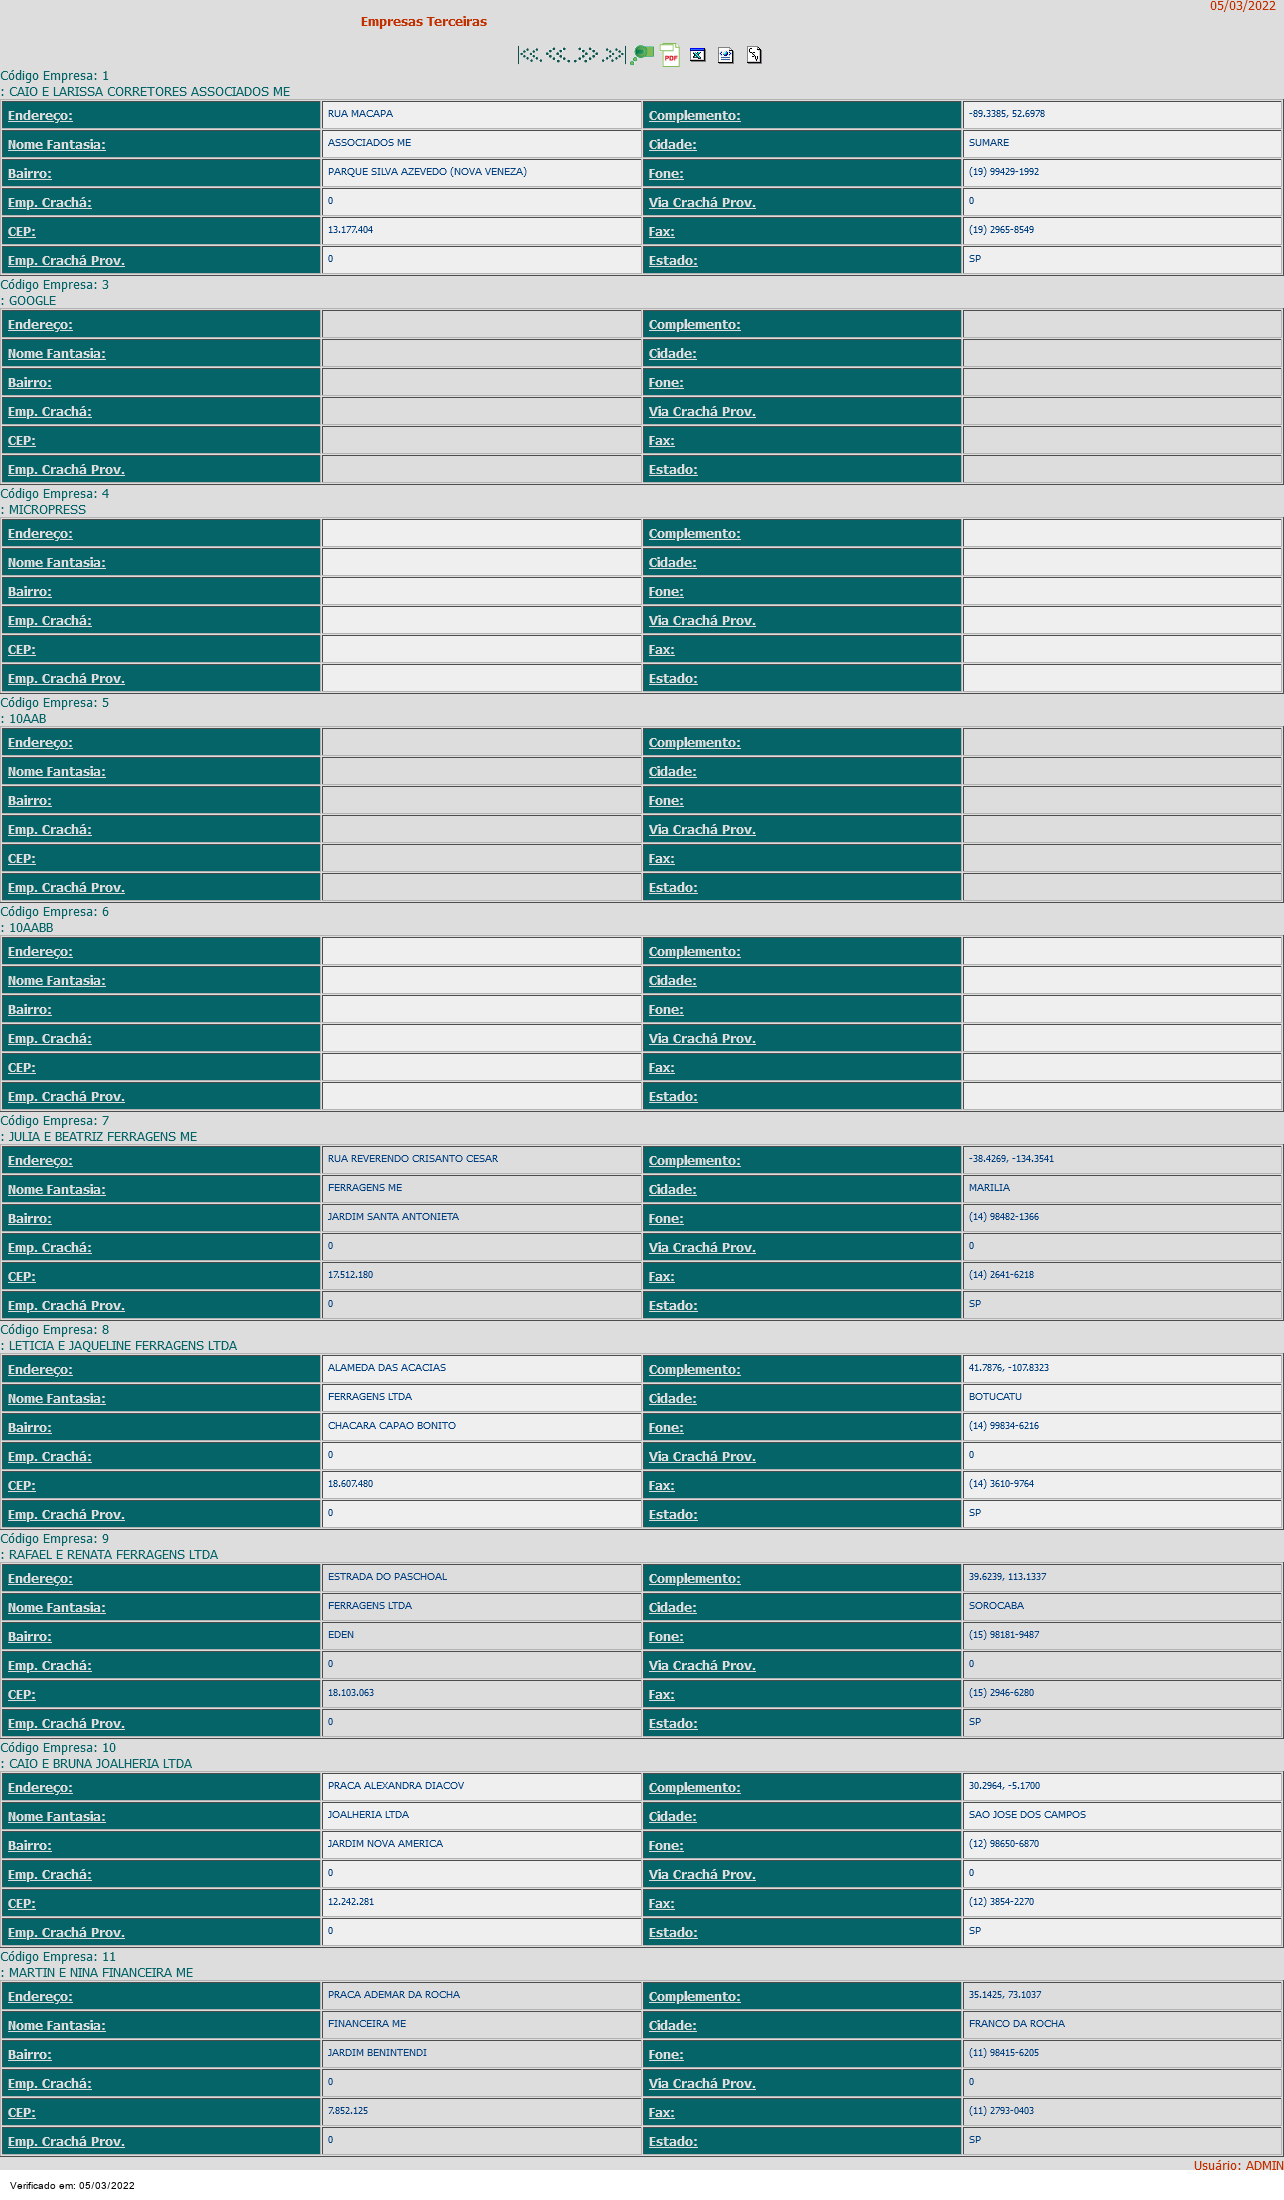 05/03/2022
Empresas Terceiras
PDF
Código Empresa: 1
: CAIO E LARISSA CORRETORES ASSOCIADOS ME
Endereço: RUA MACAPA Complemento: -89.3385, 52.6978
Nome Fantasia: ASSOCIADOS ME Cidade: SUMARE
Bairro: PARQUE SILVA AZEVEDO (NOVA VENEZA) Fone: (19) 99429-1992
Emp. Crachá: 0 Via Crachá Prov. 0
CEP: 13.177.404 Fax: (19) 2965-8549
Emp. Crachá Prov. 0 Estado: SP
Código Empresa: 3
: GOOGLE
Endereço: Complemento:
Nome Fantasia: Cidade:
Bairro: Fone:
Emp. Crachá: Via Crachá Prov.
CEP: Fax:
Emp. Crachá Prov. Estado:
Código Empresa: 4
: MICROPRESS
Endereço: Complemento:
Nome Fantasia: Cidade:
Bairro: Fone:
Emp. Crachá: Via Crachá Prov.
CEP: Fax:
Emp. Crachá Prov. Estado:
Código Empresa: 5
: 10AAB
Endereço: Complemento:
Nome Fantasia: Cidade:
Bairro: Fone:
Emp. Crachá: Via Crachá Prov.
CEP: Fax:
Emp. Crachá Prov. Estado:
Código Empresa: 6
: 10AABB
Endereço: Complemento:
Nome Fantasia: Cidade:
Bairro: Fone:
Emp. Crachá: Via Crachá Prov.
CEP: Fax:
Emp. Crachá Prov. Estado:
Código Empresa: 7
: JULIA E BEATRIZ FERRAGENS ME
Endereço: RUA REVERENDO CRISANTO CESAR Complemento: -38.4269, -134.3541
Nome Fantasia: FERRAGENS ME Cidade: MARILIA
Bairro: JARDIM SANTA ANTONIETA Fone: (14) 98482-1366
Emp. Crachá: 0 Via Crachá Prov. 0
CEP: 17.512.180 Fax: (14) 2641-6218
Emp. Crachá Prov. 0 Estado: SP
Código Empresa: 8
: LETICIA E JAQUELINE FERRAGENS LTDA
Endereço: ALAMEDA DAS ACACIAS Complemento: 41.7876, -107.8323
Nome Fantasia: FERRAGENS LTDA Cidade: BOTUCATU
Bairro: CHACARA CAPAO BONITO Fone: (14) 99834-6216
Emp. Crachá: 0 Via Crachá Prov. 0
CEP: 18.607.480 Fax: (14) 3610-9764
Emp. Crachá Prov. 0 Estado: SP
Código Empresa: 9
: RAFAEL E RENATA FERRAGENS LTDA
Endereço: ESTRADA DO PASCHOAL Complemento: 39.6239, 113.1337
Nome Fantasia: FERRAGENS LTDA Cidade: SOROCABA
Bairro: EDEN Fone: (15) 98181-9487
Emp. Crachá: 0 Via Crachá Prov. 0
CEP: 18.103.063 Fax: (15) 2946-6280
Emp. Crachá Prov. 0 Estado: SP
Código Empresa: 10
: CAIO E BRUNA JOALHERIA LTDA
Endereço: PRACA ALEXANDRA DIACOV Complemento: 30.2964, -5.1700
Nome Fantasia: JOALHERIA LTDA Cidade: SAO JOSE DOS CAMPOS
Bairro: JARDIM NOVA AMERICA Fone: (12) 98650-6870
Emp. Crachá: 0 Via Crachá Prov. 0
CEP: 12.242.281 Fax: (12) 3854-2270
Emp. Crachá Prov. 0 Estado: SP
Código Empresa: 11
: MARTIN E NINA FINANCEIRA ME
Endereço: PRACA ADEMAR DA ROCHA Complemento: 35.1425, 73.1037
Nome Fantasia: FINANCEIRA ME Cidade: FRANCO DA ROCHA
Bairro: JARDIM BENINTENDI Fone: (11) 98415-6205
Emp. Crachá: 0 Via Crachá Prov. 0
CEP: 7.852.125 Fax: (11) 2793-0403
Emp. Crachá Prov. 0 Estado: SP
Usuário: ADMIN
Verificado em: 05/03/2022